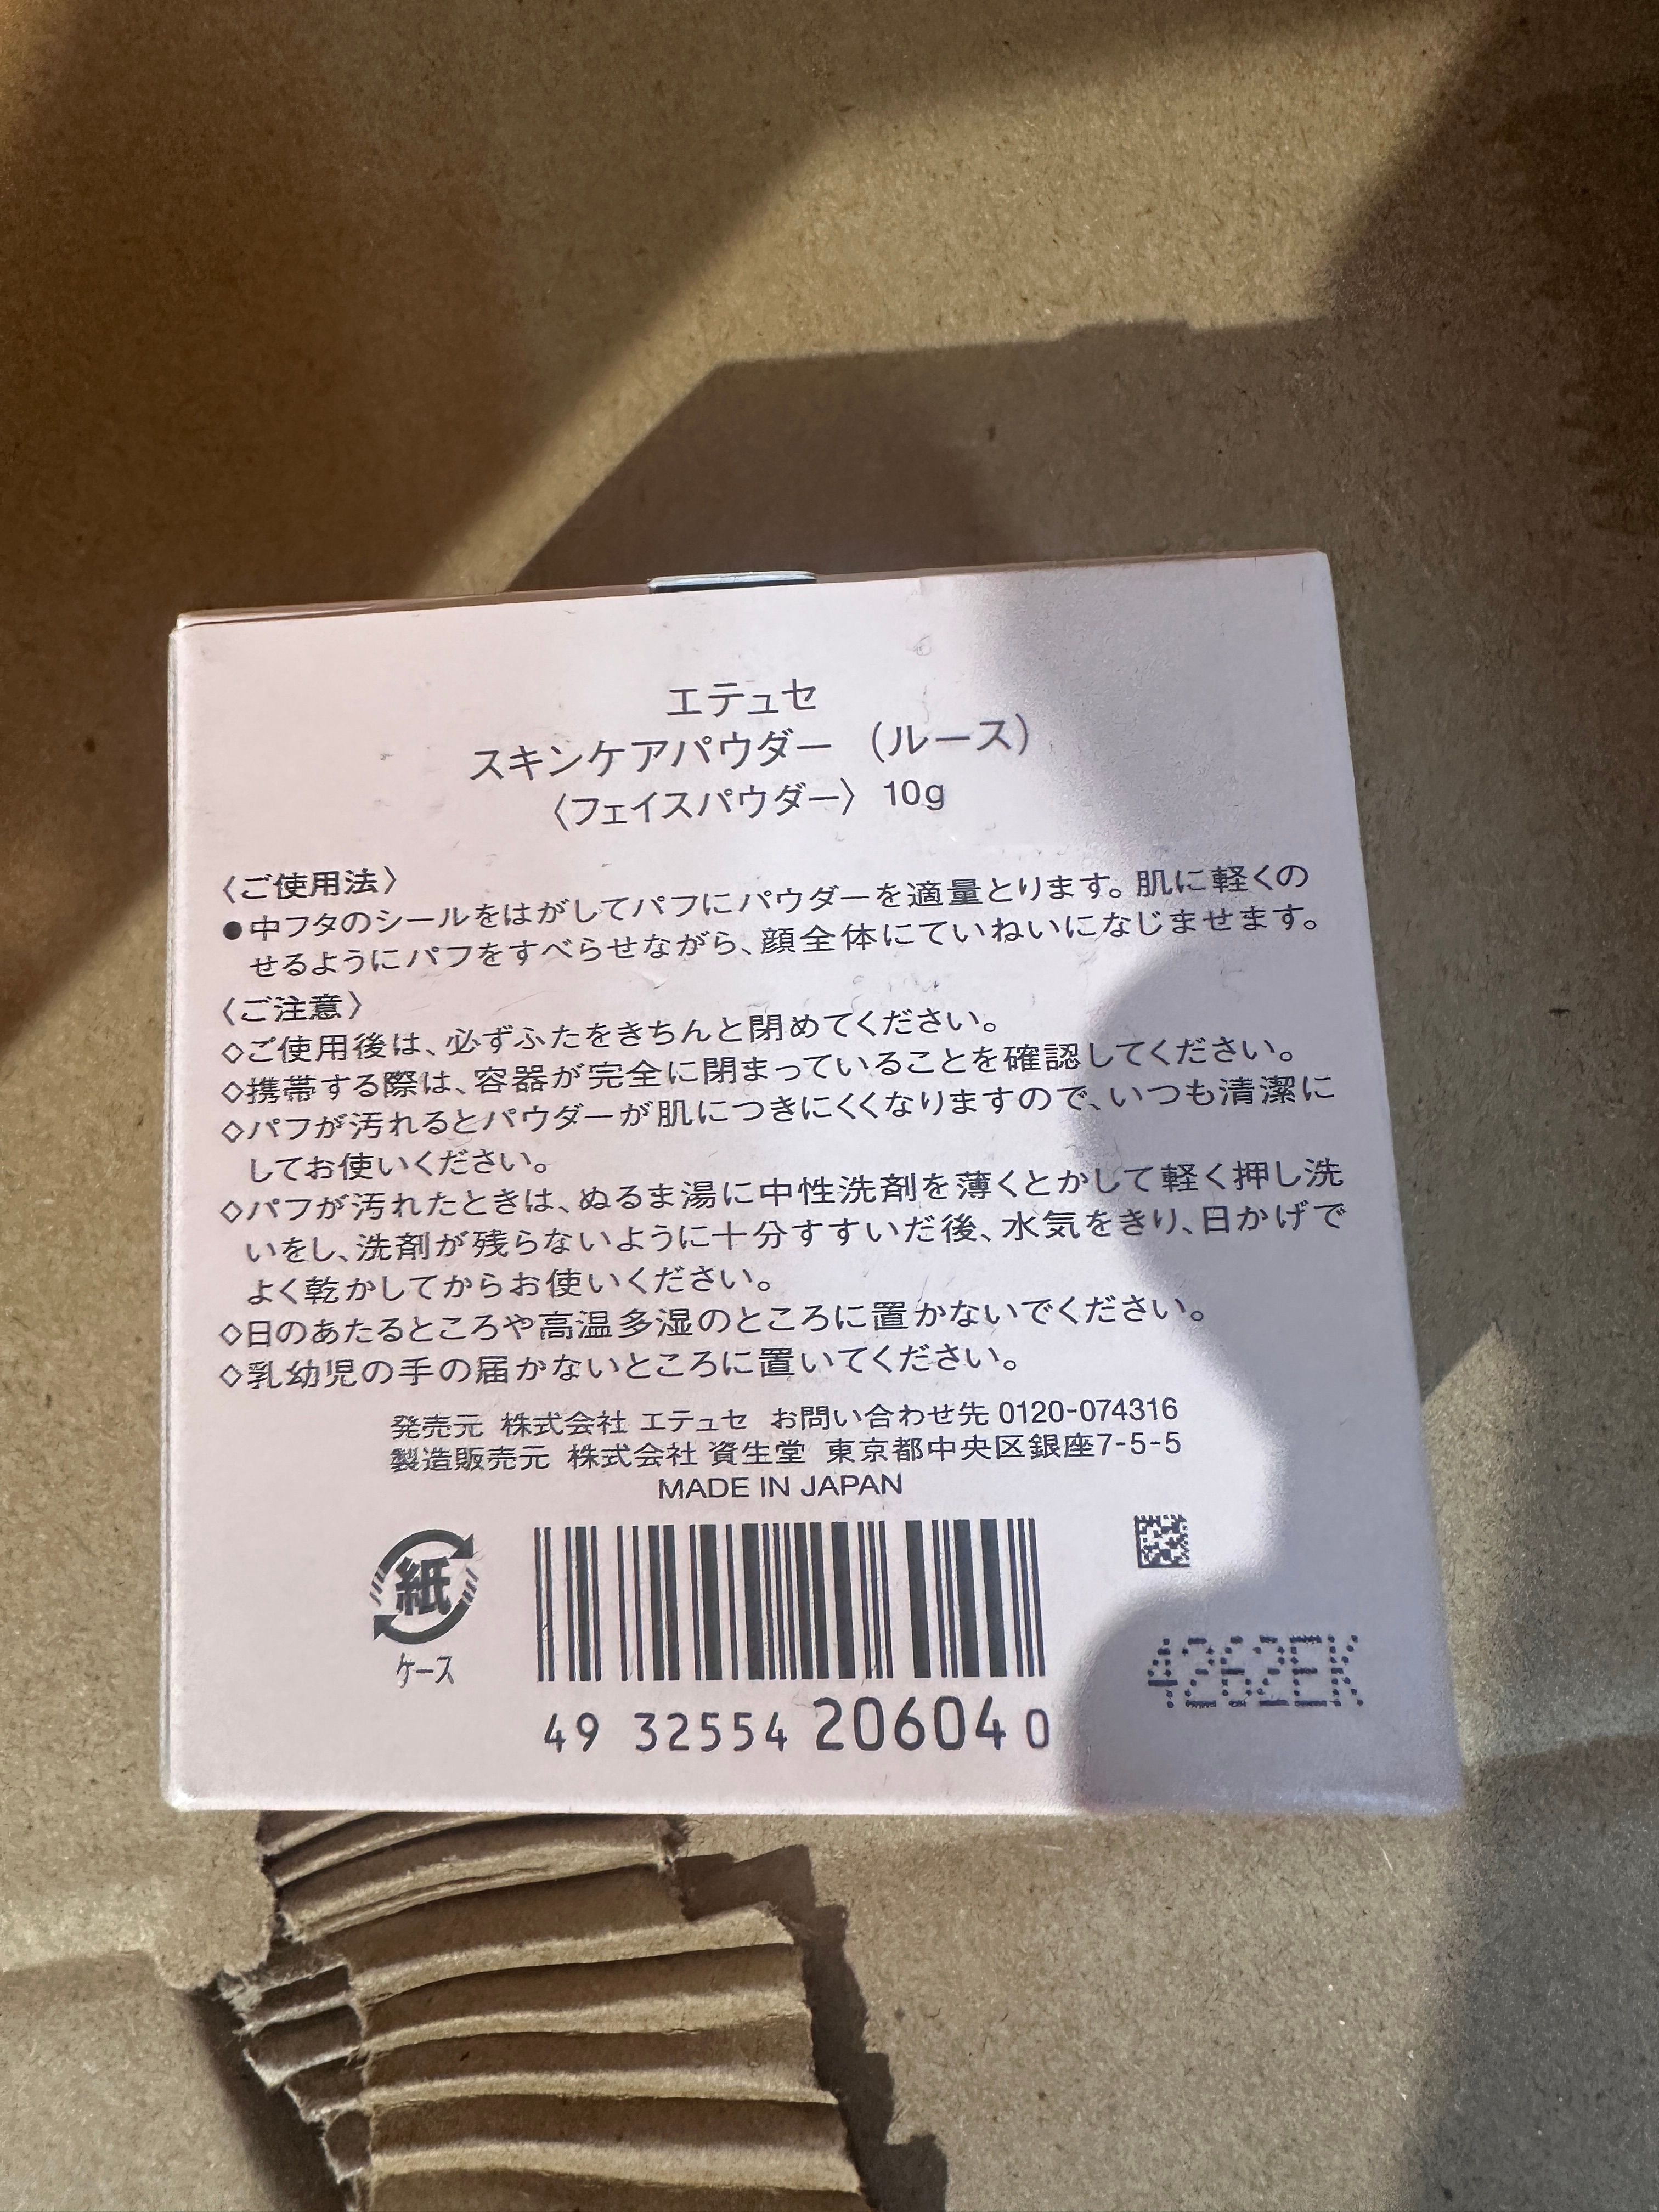 エテュセ
スキンケアパウダー（ルース）
〈フェイスパウダー〉 10g
〈ご使用法〉
●中フタのシールをはがしてパフにパウダーを適量とります。肌に軽くの
せるようにパフをすべらせながら、顔全体にていねいになじませます。
〈ご注意〉
◇ご使用後は、必ずふたをきちんと閉めてください。
◇携帯する際は、容器が完全に閉まっていることを確認してください。
◇パフが汚れるとパウダーが肌につきにくくなりますので、いつも清潔に
してお使いください。
◇パフが汚れたときは、ぬるま湯に中性洗剤を薄くとかして軽く押し洗
いをし、洗剤が残らないように十分すすいだ後、水気をきり、日かげで
よく乾かしてからお使いください。
◇日のあたるところや高温多湿のところに置かないでください。
◇乳幼児の手の届かないところに置いてください。
発売元 株式会社 エテュセ お問い合わせ先 0120-074316
製造販売元 株式会社 資生堂 東京都中央区銀座7-5-5
MADE IN JAPAN
紙
ケース
49 32554 20604 0
4262EK